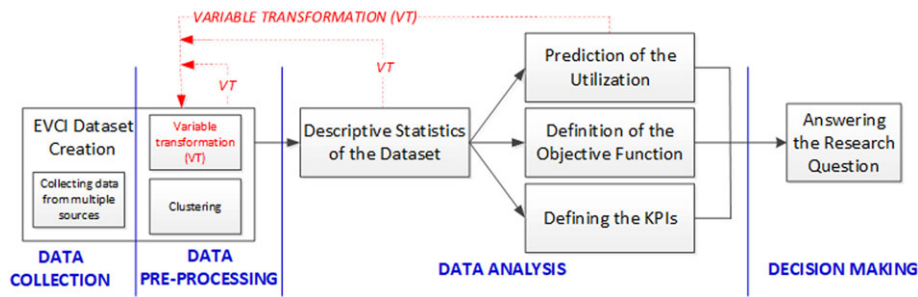 VARIABLE TRANSFORMATION (VT)
VT
VT
EVCI Dataset
Creation
Collecting data
from multiple
sources
Variable
transformation
(VT)
Clustering
Descriptive Statistics
of the Dataset
Prediction of the
Utilization
Definition of the
Objective Function
Defining the KPIs
Answering
the Research
Question
DATA
COLLECTION
DATA
PRE-PROCESSING
DATA ANALYSIS
DECISION MAKING